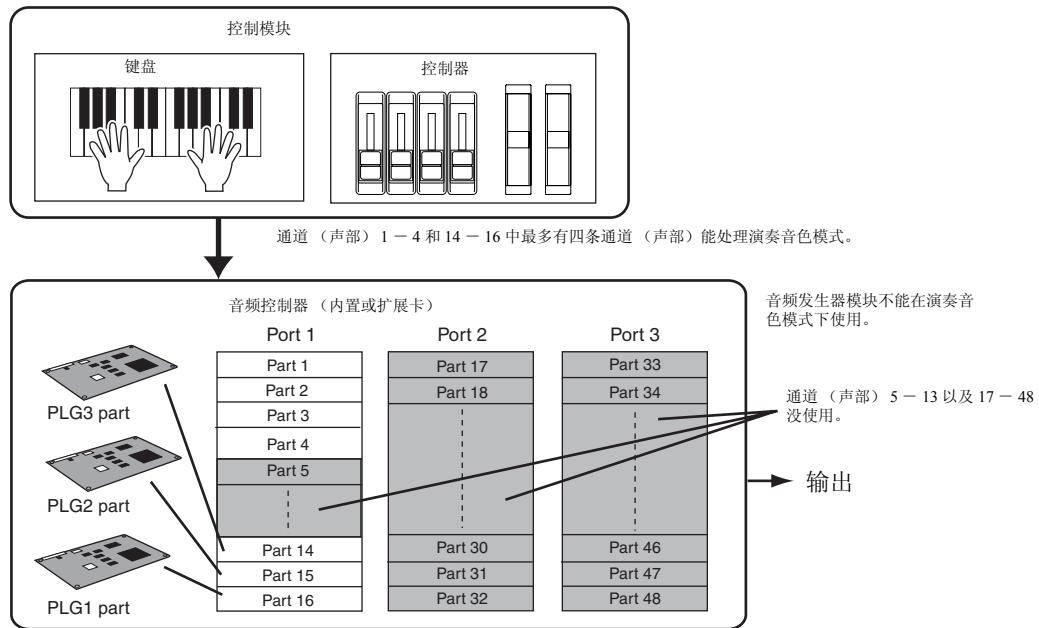 控制模块
键盘
控制器
通道 （声部） 1 － 4 和 14 － 16 中最多有四条通道 （声部）能处理演奏音色模式。
音频控制器 （内置或扩展卡）
音频发生器模块不能在演奏音
色模式下使用。
Port 1
Port 2
Port 3
Part 1
Part 2
Part 3
Part 4
Part 5
Part 14
Part 15
Part 16
Part 17
Part 18
Part 30
Part 31
Part 32
Part 33
Part 34
Part 46
Part 47
Part 48
PLG3 part
PLG2 part
PLG1 part
通道 （声部） 5 － 13 以及 17 － 48
没使用。
输出